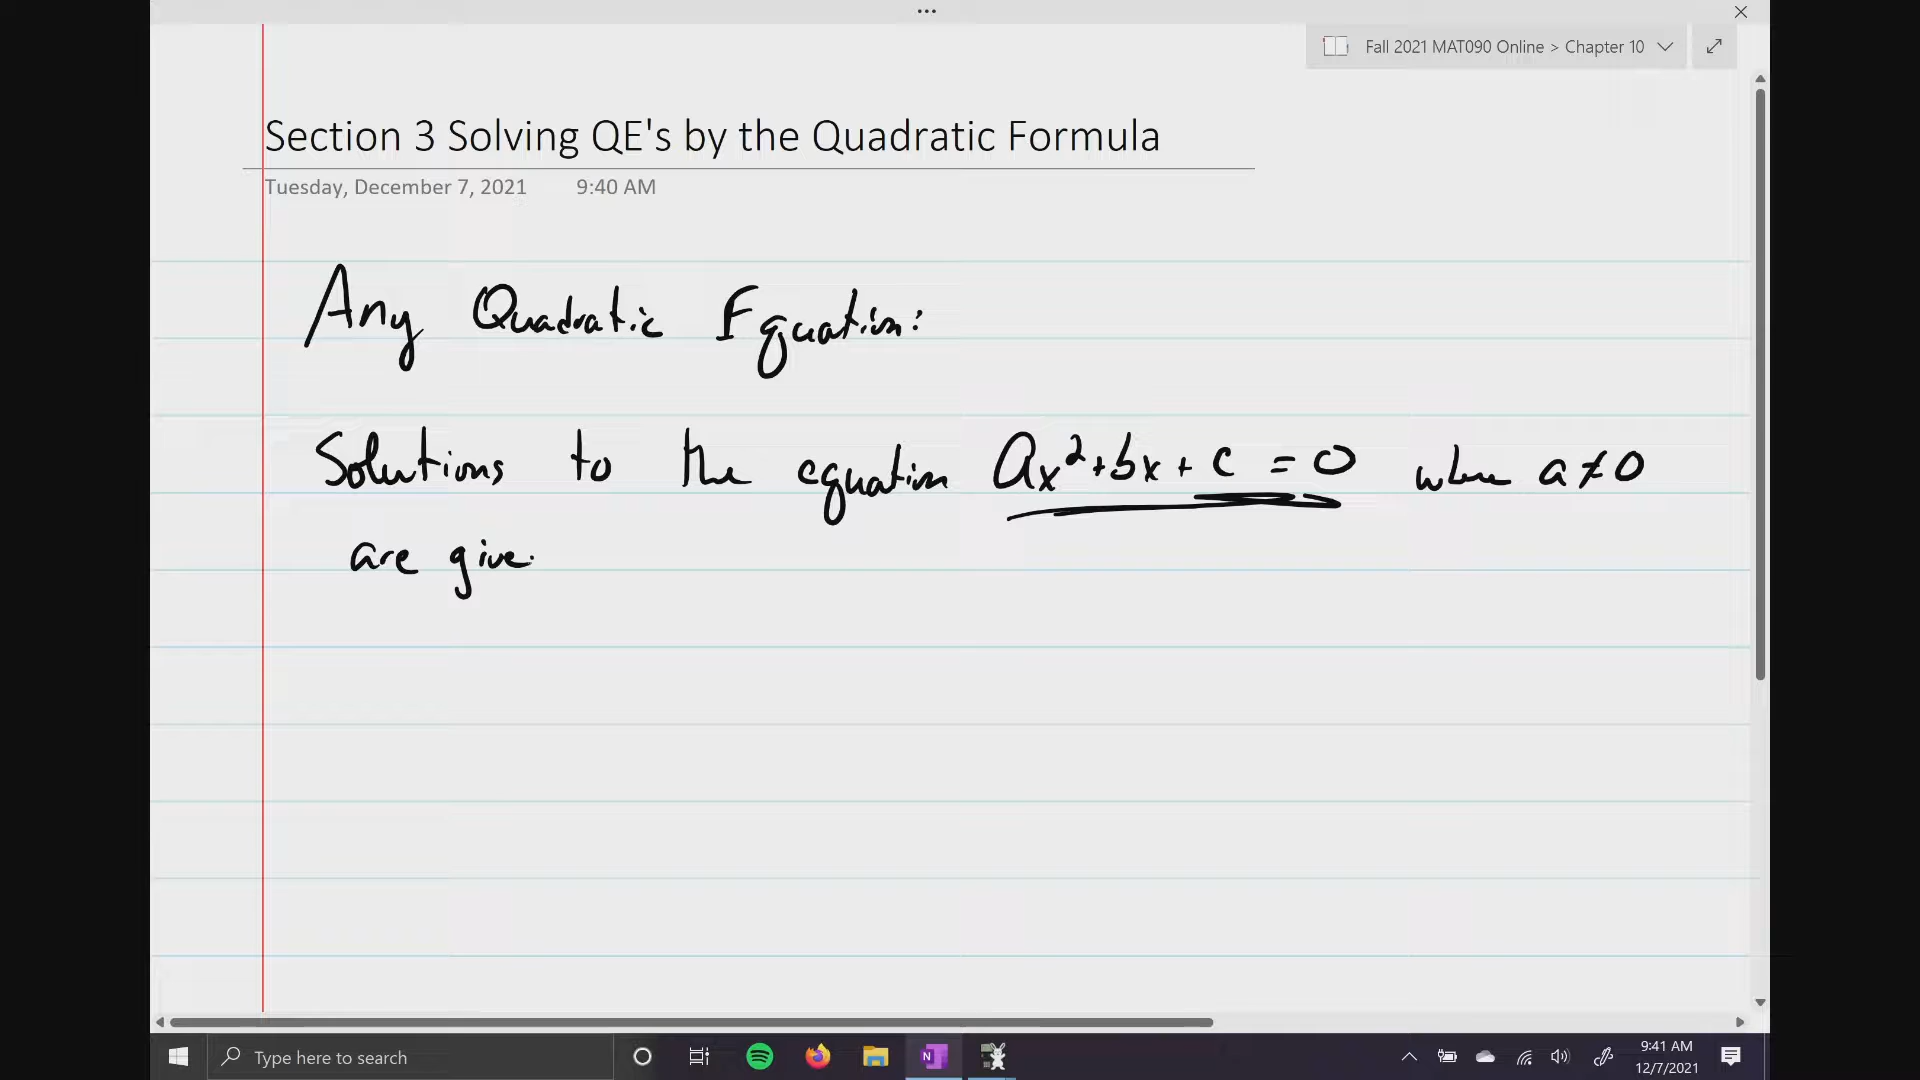 ...
Fall 2021 MAT090 Online > Chapter 10
Section 3 Solving QE's by the Quadratic Formula
Tuesday, December 7, 2021 9:40 AM
Any Quadratic Equation:
Solutions to the equation ax²+bx+c=0 where a≠0
are give
Type here to search
9:41 AM
12/7/2021